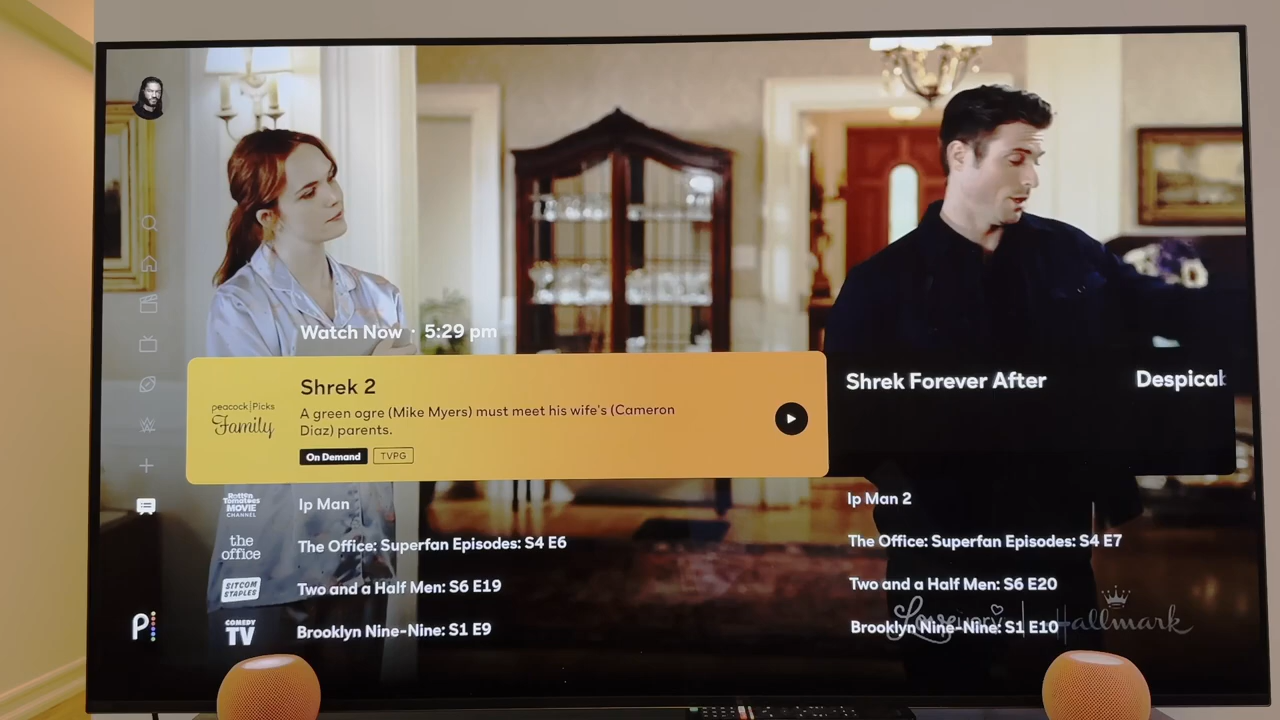 Watch Now · 5:29 pm
peacock|Picks
Family
Shrek 2
A green ogre (Mike Myers) must meet his wife's (Cameron
Diaz) parents.
On Demand TVPG
Shrek Forever After
Despical
Rotten
Tomatoes
MOVIE
CHANNEL
Ip Man
Ip Man 2
the
office
The Office: Superfan Episodes: S4 E6
The Office: Superfan Episodes: S4 E7
SITCOM
STAPLES
Two and a Half Men: S6 E19
Two and a Half Men: S6 E20
COMEDY
TV
Brooklyn Nine-Nine: S1 E9
Brooklyn Nine-Nine: S1 E10
Hallmark
P